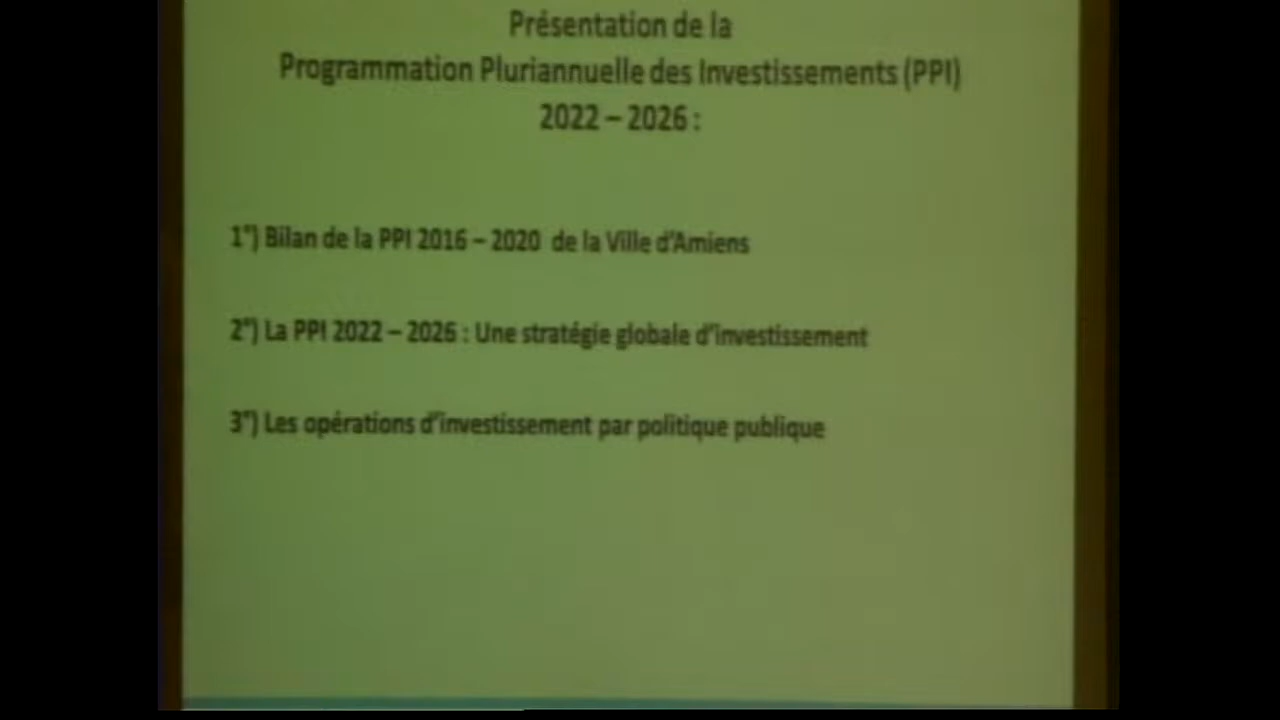 Présentation de la
Programmation Pluriannuelle des Investissements (PPI)
2022 – 2026 :
1°) Bilan de la PPI 2016 – 2020 de la Ville d'Amiens
2°) La PPI 2022 – 2026 : Une stratégie globale d'investissement
3°) Les opérations d'investissement par politique publique